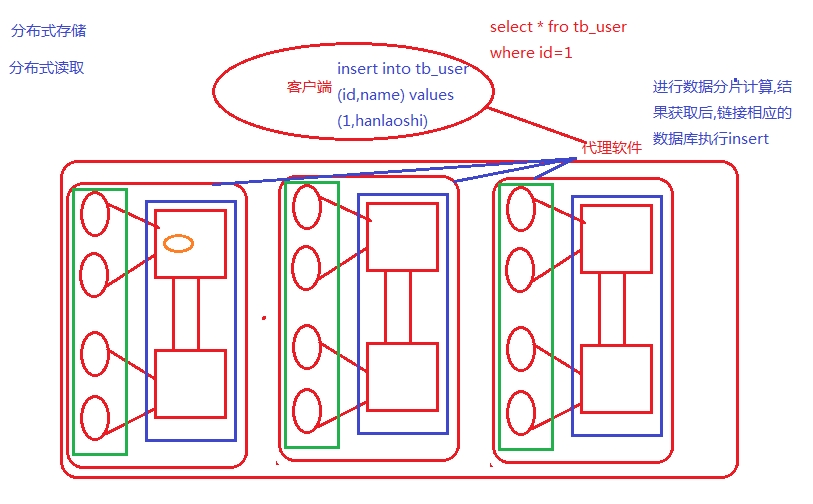 分布式存储
分布式读取
select * fro tb_user
where id=1
客户端
insert into tb_user
(id,name) values
(1,hanlaoshi)
进行数据分片计算,结
果获取后,链接相应的
数据库执行insert
代理软件